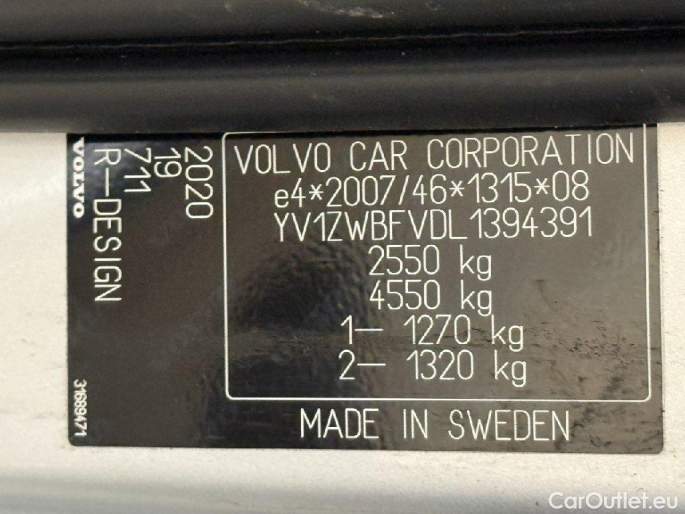 VOLVO CAR CORPORATION
e4*2007/46*1315*08
YV1ZWBFVDL1394391
2550 kg
4550 kg
1– 1270 kg
2– 1320 kg
MADE IN SWEDEN
2020
19
711
R–DESIGN
VOLVO
31689471
CarOutlet.eu